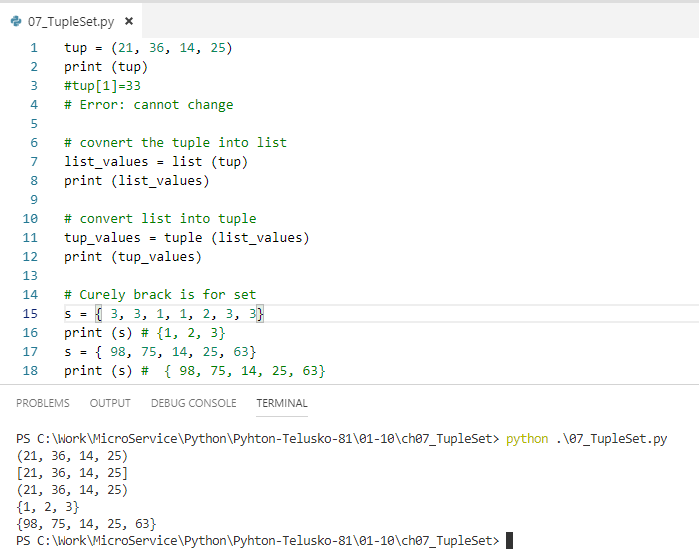 07_TupleSet.py ×
1 tup = (21, 36, 14, 25)
2 print (tup)
3 #tup[1]=33
4 # Error: cannot change
5
6 # covnert the tuple into list
7 list_values = list (tup)
8 print (list_values)
9
10 # convert list into tuple
11 tup_values = tuple (list_values)
12 print (tup_values)
13
14 # Curely brack is for set
15 s = { 3, 3, 1, 1, 2, 3, 3}
16 print (s) # {1, 2, 3}
17 s = { 98, 75, 14, 25, 63}
18 print (s) #  { 98, 75, 14, 25, 63}
PROBLEMS OUTPUT DEBUG CONSOLE TERMINAL
PS C:\Work\MicroService\Python\Pyhton-Telusko-81\01-10\ch07_TupleSet> python .\07_TupleSet.py
(21, 36, 14, 25)
[21, 36, 14, 25]
(21, 36, 14, 25)
{1, 2, 3}
{98, 75, 14, 25, 63}
PS C:\Work\MicroService\Python\Pyhton-Telusko-81\01-10\ch07_TupleSet>